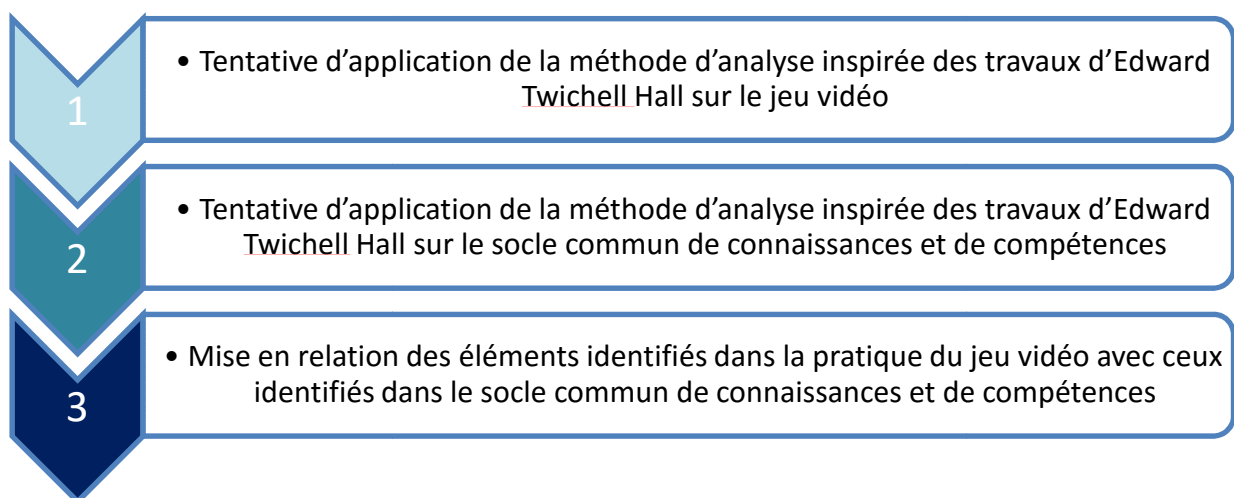 1
• Tentative d’application de la méthode d’analyse inspirée des travaux d’Edward
Twichell Hall sur le jeu vidéo
2
• Tentative d’application de la méthode d’analyse inspirée des travaux d’Edward
Twichell Hall sur le socle commun de connaissances et de compétences
3
• Mise en relation des éléments identifiés dans la pratique du jeu vidéo avec ceux
identifiés dans le socle commun de connaissances et de compétences